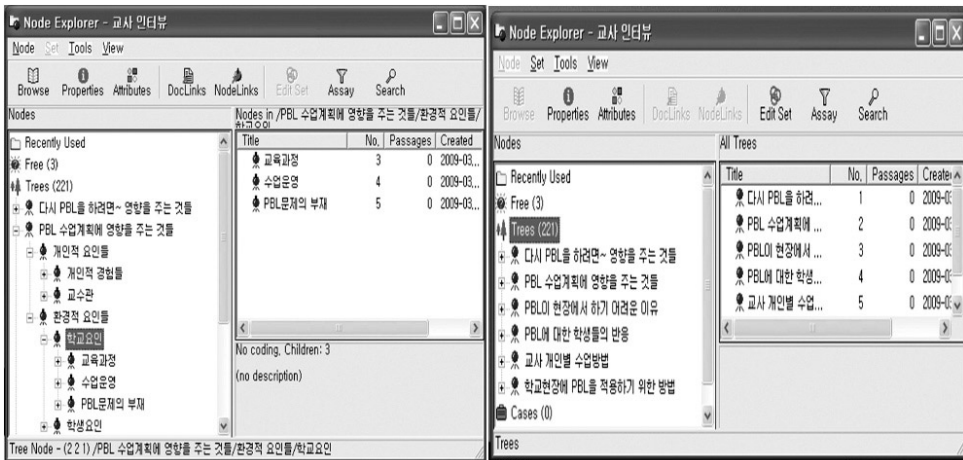 Node Explorer - 교사 인터뷰
Node Set Tools View
Browse Properties Attributes DocLinks NodeLinks Edit Set Assay Search
Nodes
Recently Used
Free (3)
Trees (221)
다시 PBL을 하려면~ 영향을 주는 것들
PBL 수업계획에 영향을 주는 것들
개인적 요인들
개인적 경험들
교수관
환경적 요인들
학교요인
교육과정
수업운영
PBL문제의 부재
학생요인
Nodes in /PBL 수업계획에 영향을 주는 것들/환경적 요인들/
학교요인
Title No. Passages Created
교육과정 3 0 2009-03...
수업운영 4 0 2009-03...
PBL문제의 부재 5 0 2009-03...
No coding, Children: 3
(no description)
Tree Node - (2 2 1) /PBL 수업계획에 영향을 주는 것들/환경적 요인들/학교요인
Node Explorer - 교사 인터뷰
Node Set Tools View
Browse Properties Attributes DocLinks NodeLinks Edit Set Assay Search
Nodes
Recently Used
Free (3)
Trees (221)
다시 PBL을 하려면~ 영향을 주는 것들
PBL 수업계획에 영향을 주는 것들
PBL이 현장에서 하기 어려운 이유
PBL에 대한 학생들의 반응
교사 개인별 수업방법
학교현장에 PBL을 적용하기 위한 방법
Cases (0)
All Trees
Title No. Passages Create
다시 PBL을 하려... 1 0 2009-03
PBL 수업계획에 ... 2 0 2009-03
PBL이 현장에서 ... 3 0 2009-03
PBL에 대한 학생... 4 0 2009-03
교사 개인별 수업... 5 0 2009-03
Trees